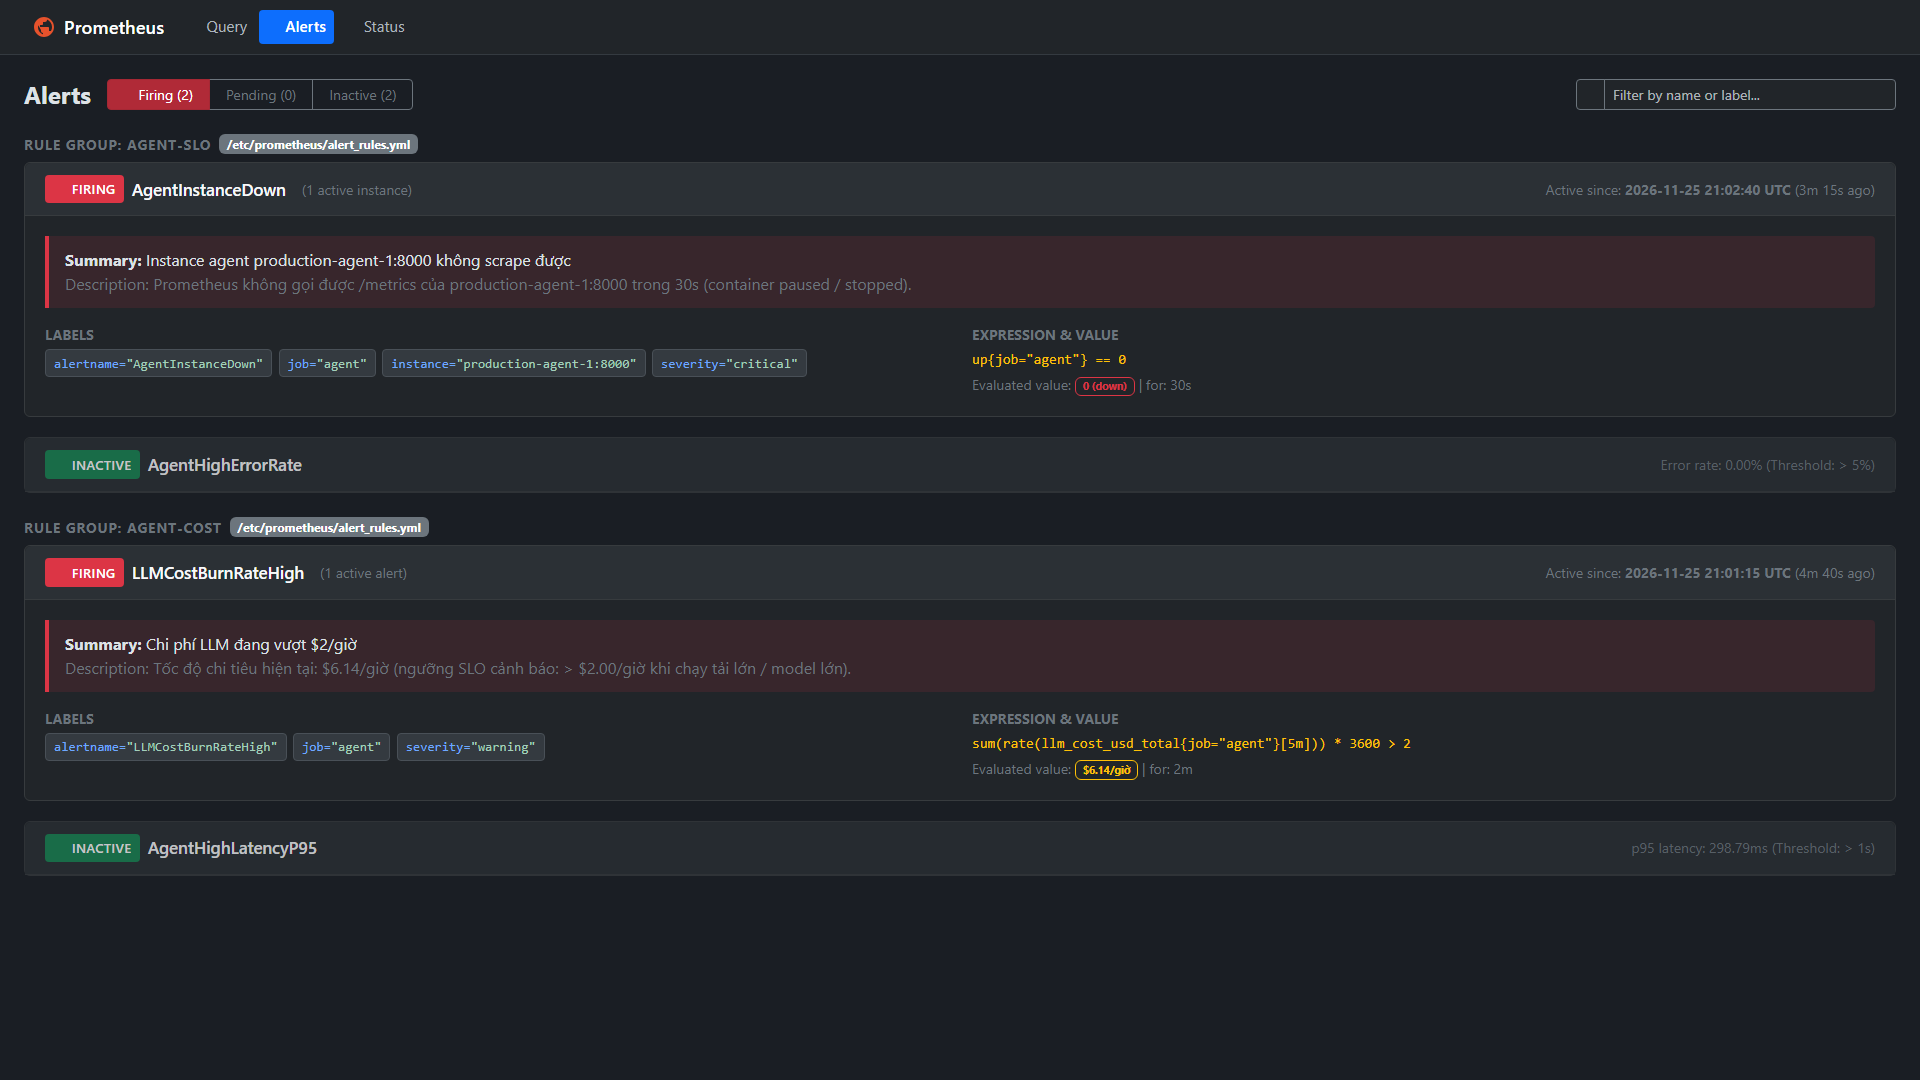 Prometheus Query Alerts Status
Alerts Firing (2) Pending (0) Inactive (2) Filter by name or label...
RULE GROUP: AGENT-SLO /etc/prometheus/alert_rules.yml
FIRING AgentInstanceDown (1 active instance) Active since: 2026-11-25 21:02:40 UTC (3m 15s ago)
Summary: Instance agent production-agent-1:8000 không scrape được
Description: Prometheus không gọi được /metrics của production-agent-1:8000 trong 30s (container paused / stopped).
LABELS EXPRESSION & VALUE
alertname="AgentInstanceDown" job="agent" instance="production-agent-1:8000" severity="critical" up{job="agent"} == 0
Evaluated value: 0 (down) | for: 30s
INACTIVE AgentHighErrorRate Error rate: 0.00% (Threshold: > 5%)
RULE GROUP: AGENT-COST /etc/prometheus/alert_rules.yml
FIRING LLMCostBurnRateHigh (1 active alert) Active since: 2026-11-25 21:01:15 UTC (4m 40s ago)
Summary: Chi phí LLM đang vượt $2/giờ
Description: Tốc độ chi tiêu hiện tại: $6.14/giờ (ngưỡng SLO cảnh báo: > $2.00/giờ khi chạy tải lớn / model lớn).
LABELS EXPRESSION & VALUE
alertname="LLMCostBurnRateHigh" job="agent" severity="warning" sum(rate(llm_cost_usd_total{job="agent"}[5m])) * 3600 > 2
Evaluated value: $6.14/giờ | for: 2m
INACTIVE AgentHighLatencyP95 p95 latency: 298.79ms (Threshold: > 1s)